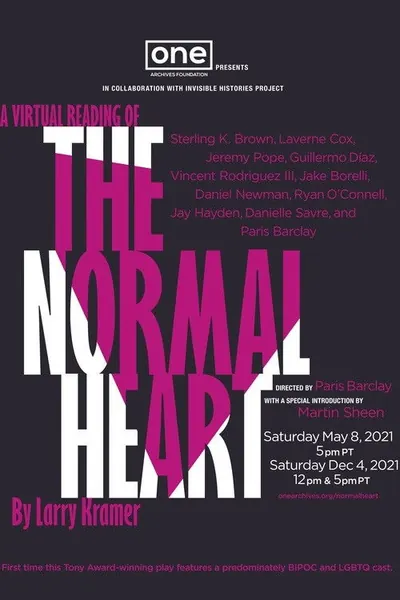 one
ARCHIVES FOUNDATION
PRESENTS
IN COLLABORATION WITH INVISIBLE HISTORIES PROJECT
A VIRTUAL READING OF
THE
NORMAL
HEART
Sterling K. Brown, Laverne Cox,
Jeremy Pope, Guillermo Díaz,
Vincent Rodriguez III, Jake Borelli,
Daniel Newman, Ryan O'Connell,
Jay Hayden, Danielle Savre, and
Paris Barclay
DIRECTED BY Paris Barclay
WITH A SPECIAL INTRODUCTION BY
Martin Sheen
Saturday May 8, 2021
5pm PT
Saturday Dec 4, 2021
12pm & 5pm PT
onearchives.org/normalheart
By Larry Kramer
First time this Tony Award-winning play features a predominately BIPOC and LGBTQ cast.